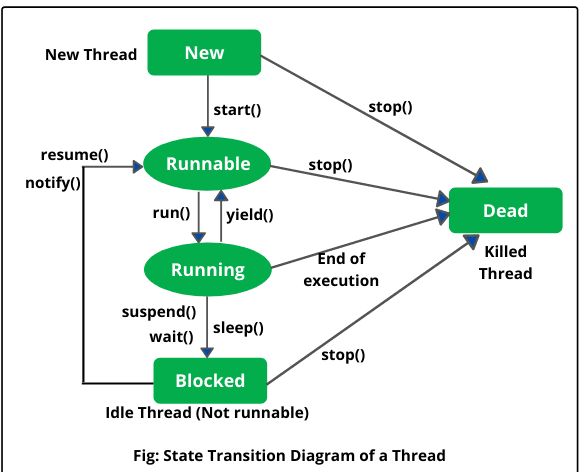 New Thread
New
start()
stop()
resume()
notify()
Runnable
stop()
run()
yield()
Dead
Killed
Thread
Running
End of
execution
suspend()
wait()
sleep()
stop()
Blocked
Idle Thread (Not runnable)
Fig: State Transition Diagram of a Thread